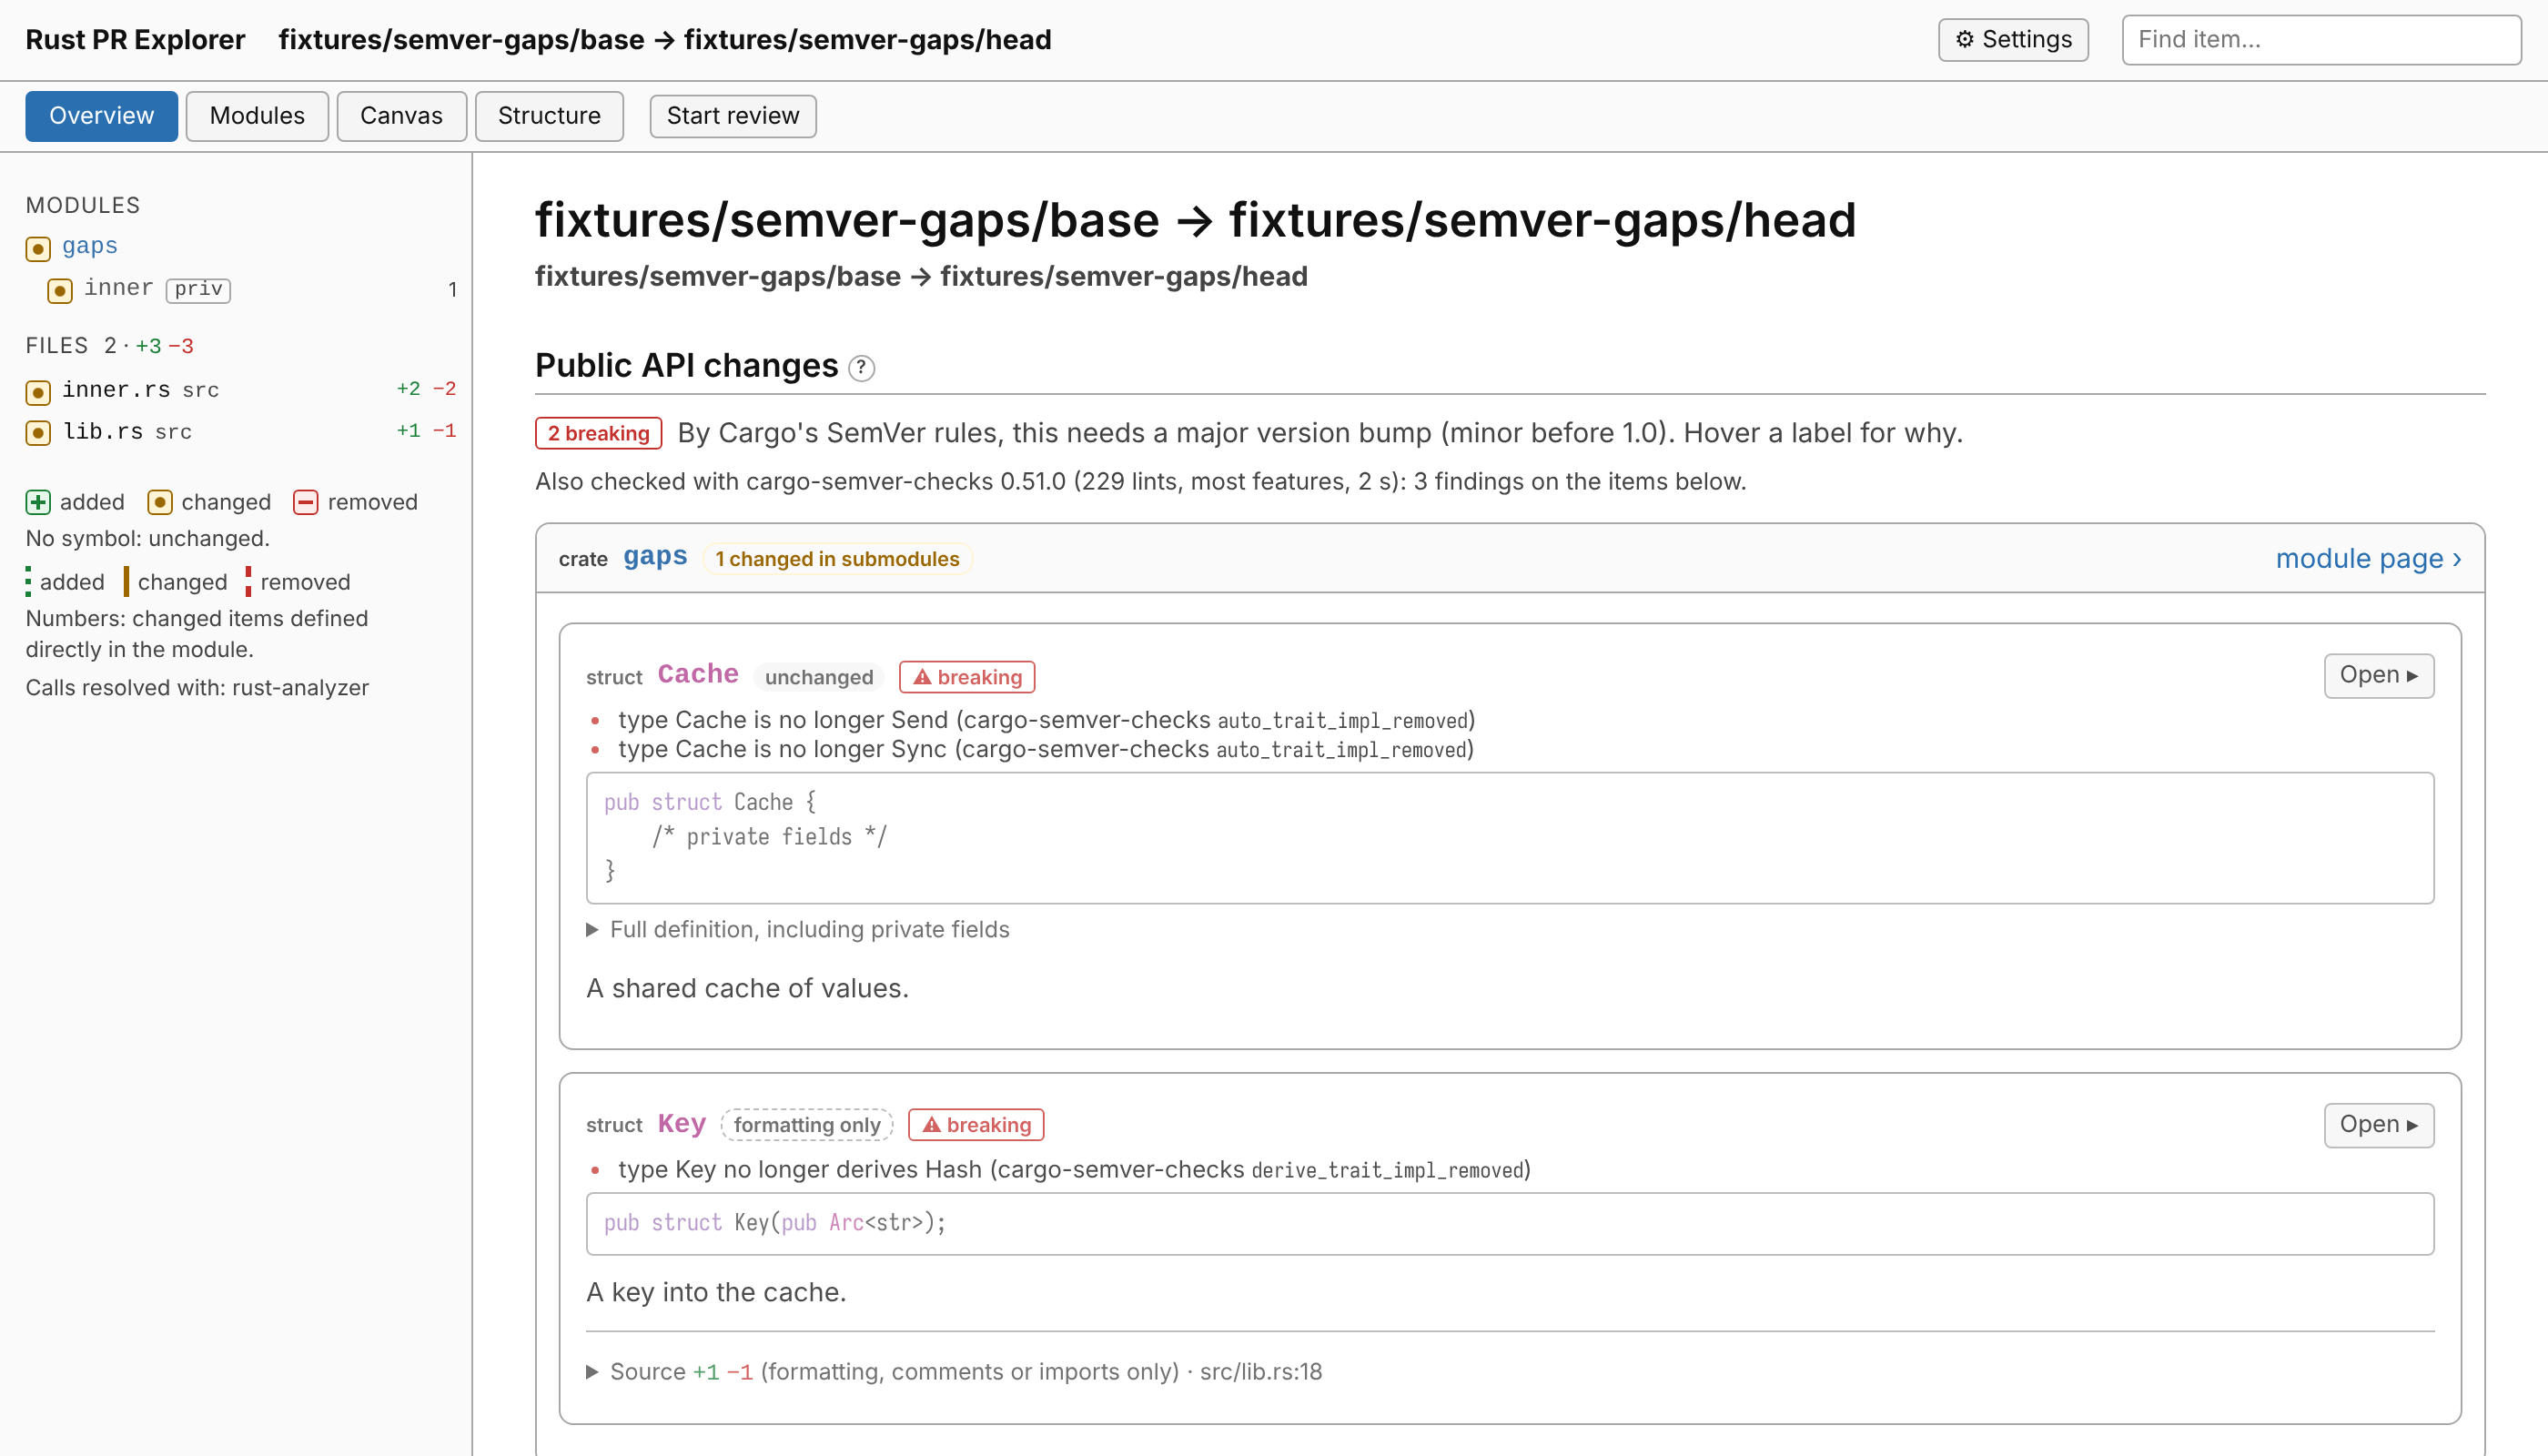 Rust PR Explorer fixtures/semver-gaps/base → fixtures/semver-gaps/head
⚙ Settings
Find item...
Overview
Modules
Canvas
Structure
Start review
MODULES
gaps
inner priv 1
FILES 2 · +3 −3
inner.rs src +2 −2
lib.rs src +1 −1
added changed removed
No symbol: unchanged.
added changed removed
Numbers: changed items defined
directly in the module.
Calls resolved with: rust-analyzer
fixtures/semver-gaps/base → fixtures/semver-gaps/head
fixtures/semver-gaps/base → fixtures/semver-gaps/head
Public API changes ?
2 breaking By Cargo's SemVer rules, this needs a major version bump (minor before 1.0). Hover a label for why.
Also checked with cargo-semver-checks 0.51.0 (229 lints, most features, 2 s): 3 findings on the items below.
crate gaps 1 changed in submodules module page ›
struct Cache unchanged ⚠ breaking Open ▸
• type Cache is no longer Send (cargo-semver-checks auto_trait_impl_removed)
• type Cache is no longer Sync (cargo-semver-checks auto_trait_impl_removed)
pub struct Cache {
/* private fields */
}
▶ Full definition, including private fields
A shared cache of values.
struct Key formatting only ⚠ breaking Open ▸
• type Key no longer derives Hash (cargo-semver-checks derive_trait_impl_removed)
pub struct Key(pub Arc<str>);
A key into the cache.
▶ Source +1 −1 (formatting, comments or imports only) · src/lib.rs:18